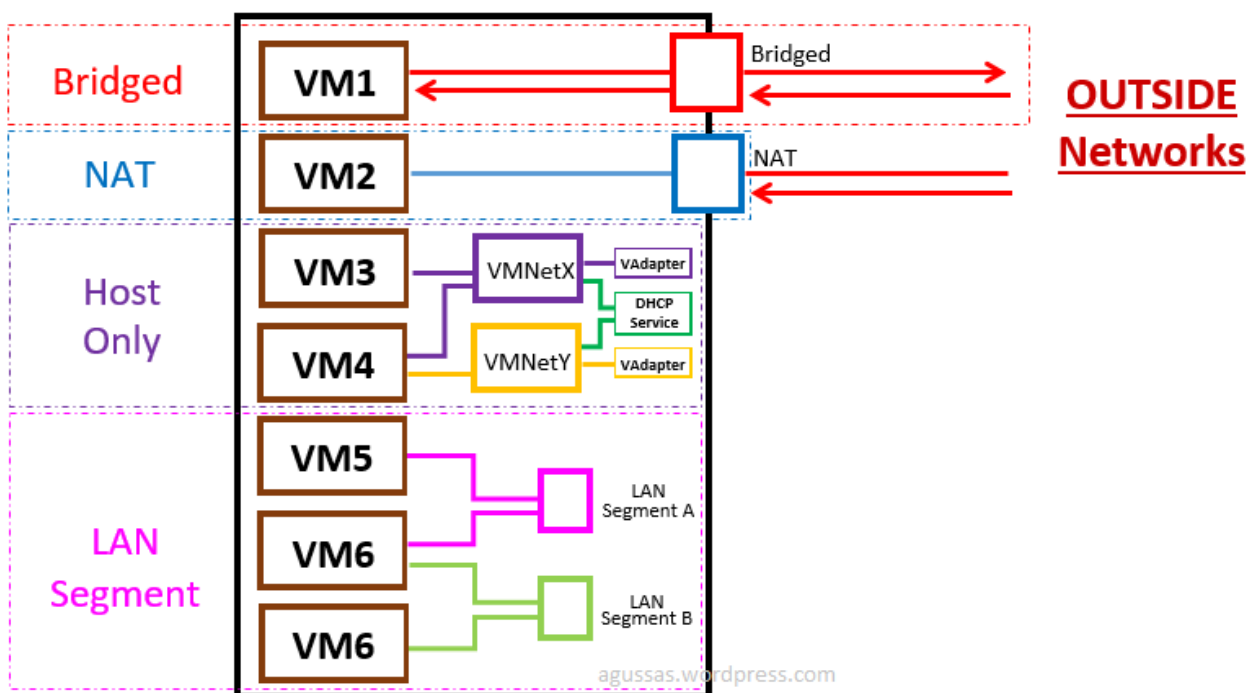 Bridged
VM1
Bridged
OUTSIDE
Networks
NAT
VM2
NAT
Host
Only
VM3
VMNetX
VAdapter
DHCP
Service
VM4
VMNetY
VAdapter
LAN
Segment
VM5
LAN
Segment A
VM6
LAN
Segment B
VM6
agussas.wordpress.com